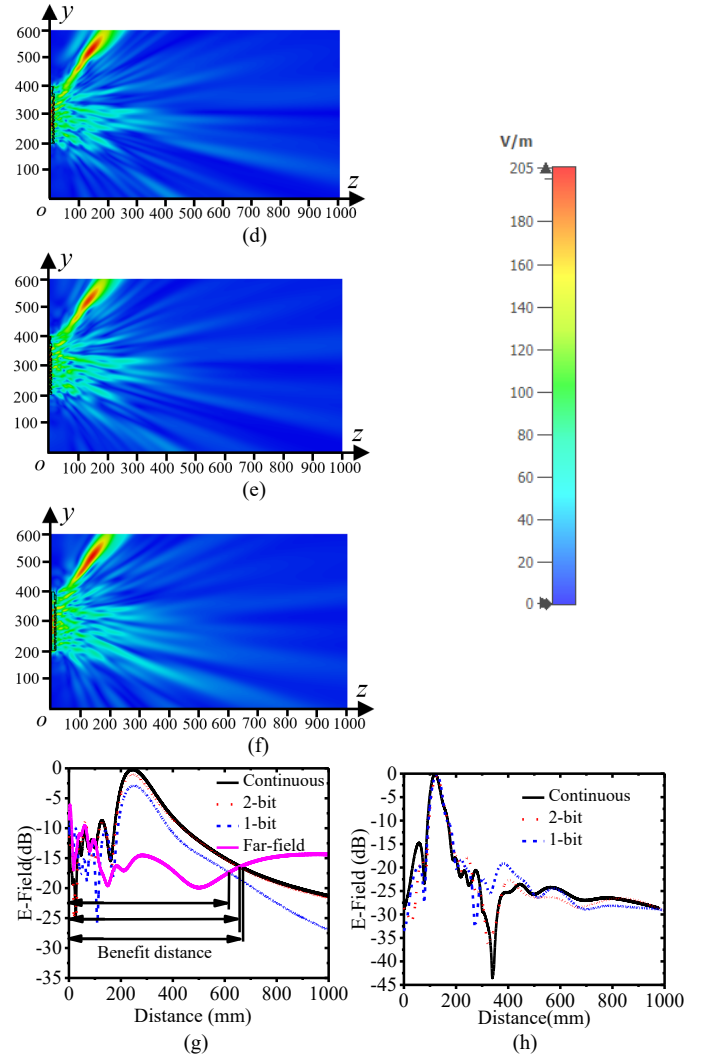 y
600
500
400
300
200
100
o
100 200 300 400 500 600 700 800 900 1000
z
(d)
y
600
500
400
300
200
100
o
100 200 300 400 500 600 700 800 900 1000
z
(e)
y
600
500
400
300
200
100
o
100 200 300 400 500 600 700 800 900 1000
z
(f)
V/m
205
180
160
140
120
100
80
60
40
20
0
0
-5
-10
-15
-20
-25
-30
-35
E-Field(dB)
Continuous
2-bit
1-bit
Far-field
Benefit distance
0 200 400 600 800 1000
Distance (mm)
(g)
0
-5
-10
-15
-20
-25
-30
-35
-40
-45
E-Field (dB)
Continuous
2-bit
1-bit
0 200 400 600 800 1000
Distance(mm)
(h)